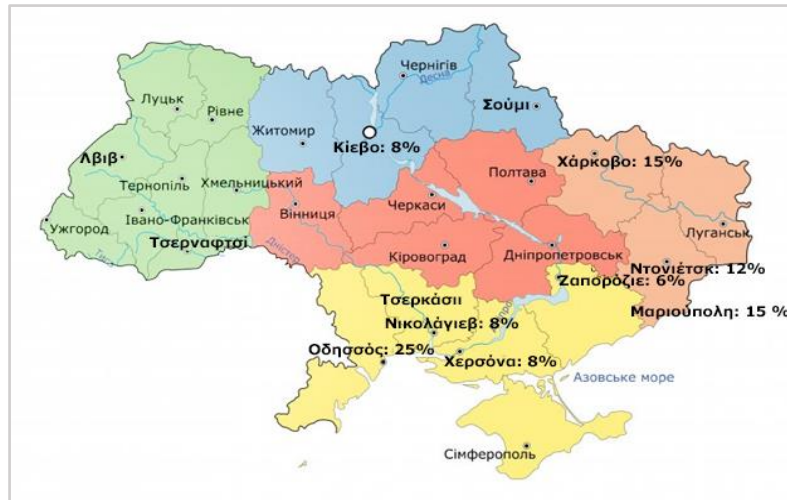 Чернігів
Десна
Луцьк
Рівне
Σούμι
Житомир
Κίεβο: 8%
Λβιβ
Χάρκοβο: 15%
Тернопіль
Хмельницький
Полтава
Черкаси
Вінниця
Ужгород
Івано-Франківськ
Луганськ
Τσερναφτσί
Дністер
Кіровоград
Дніпропетровськ
Ντονιέτσκ: 12%
Ζαπορόζιε: 6%
Τσερκάσιι
Μαριούπολη: 15 %
Νικολάγιεβ: 8%
Οδησσός: 25%
Χερσόνα: 8%
Азовське море
Сімферополь